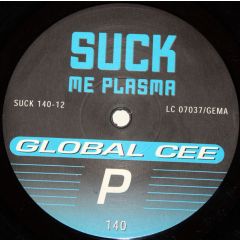 SUCK
ME PLASMA
SUCK 140-12
LC 07037/GEMA
GLOBAL CEE
P
140